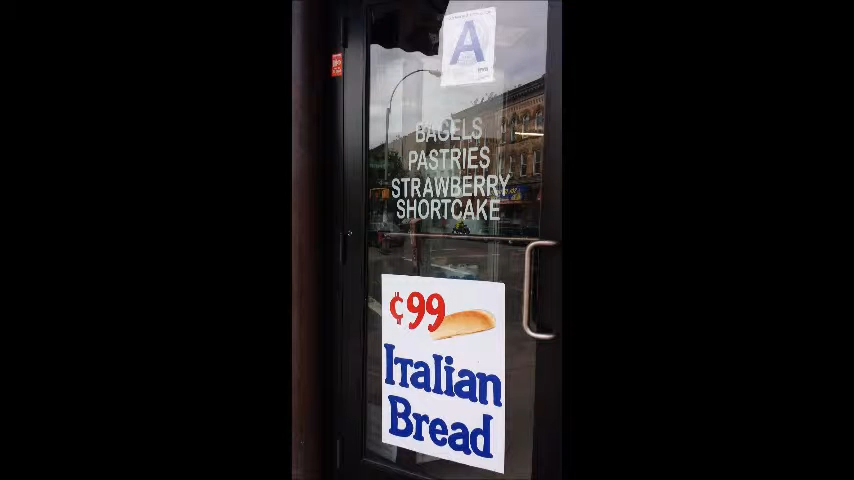 A
BAGELS
PASTRIES
STRAWBERRY
SHORTCAKE
¢99
Italian
Bread